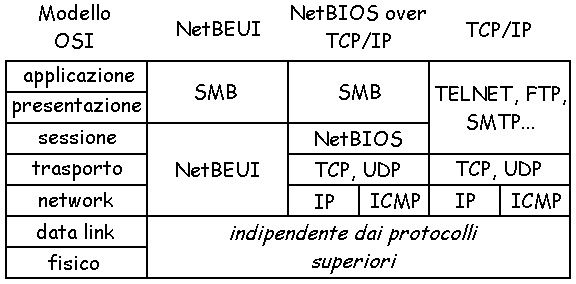 Modello OSI NetBEUI NetBIOS over TCP/IP TCP/IP
applicazione
presentazione
SMB SMB TELNET, FTP, SMTP...
sessione NetBIOS
trasporto NetBEUI TCP, UDP TCP, UDP
network IP ICMP IP ICMP
data link indipendente dai protocolli
fisico superiori